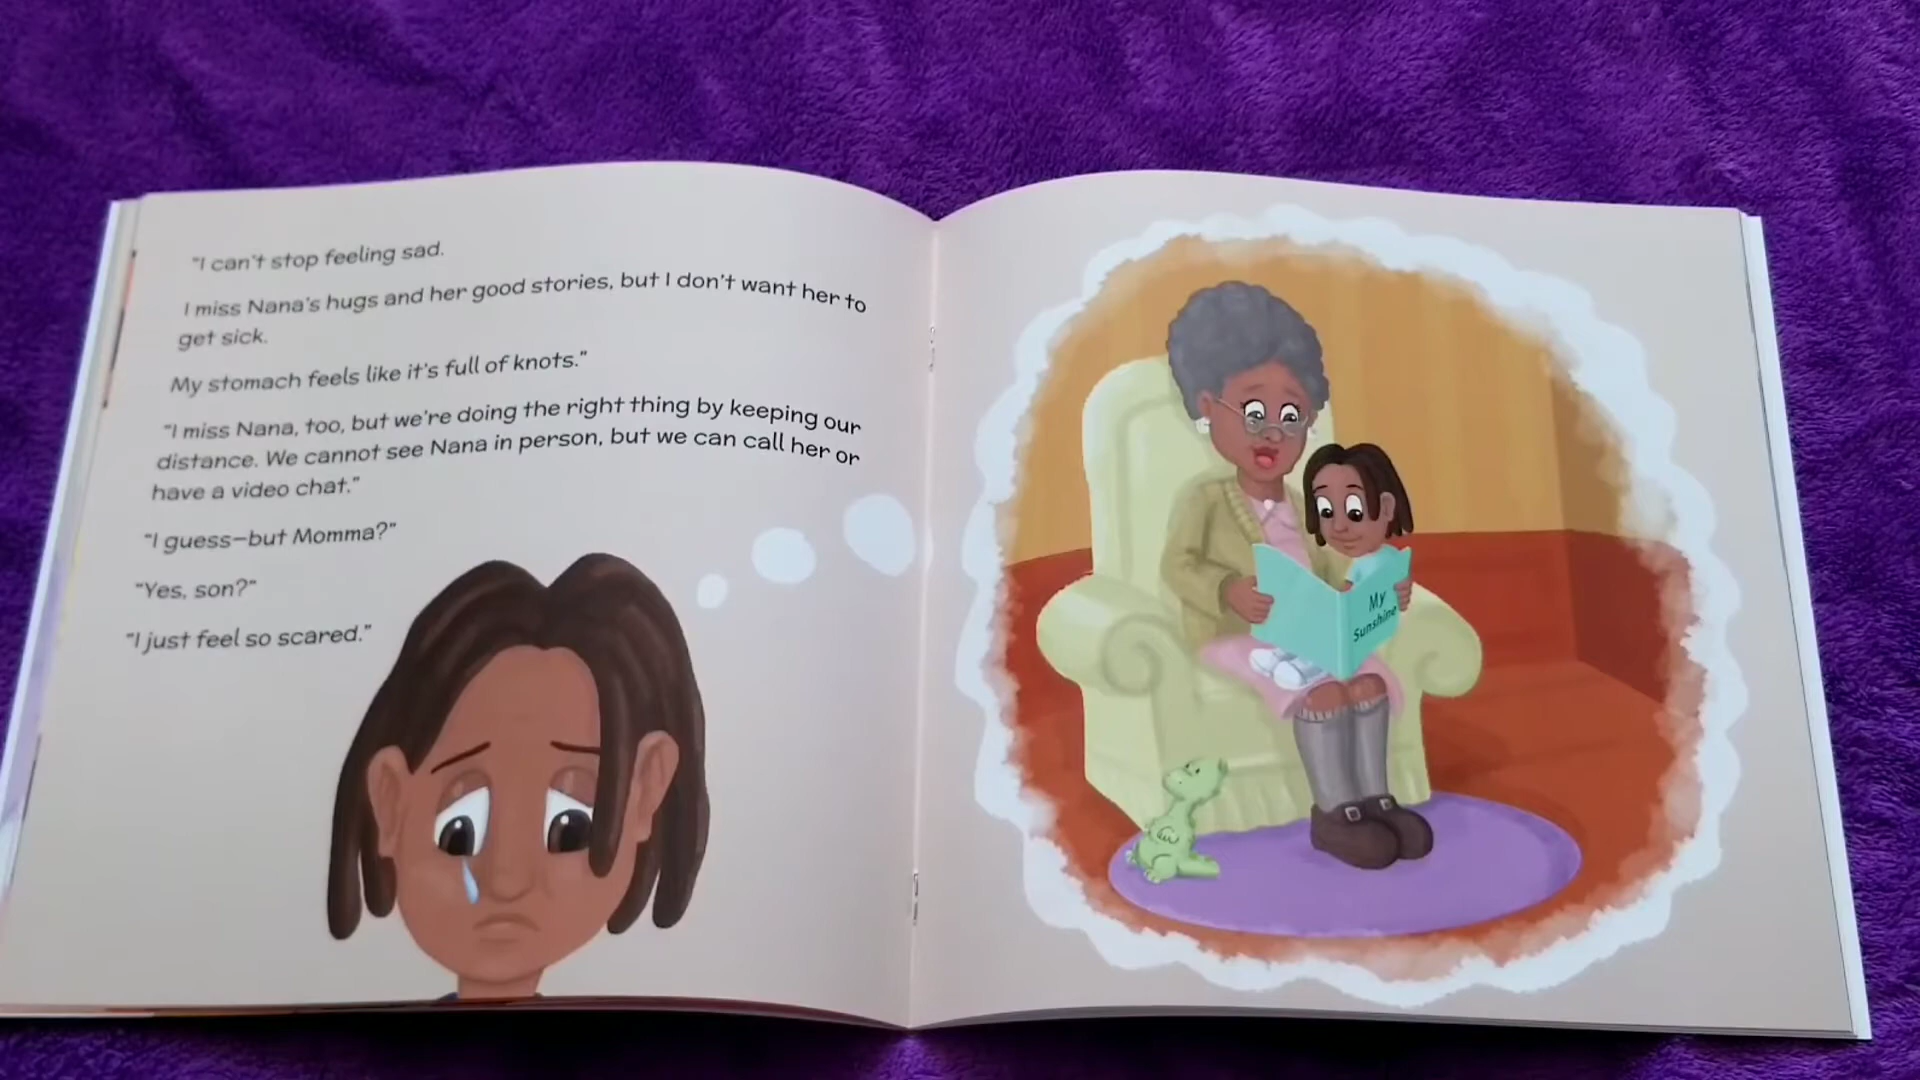 "I can't stop feeling sad.
I miss Nana's hugs and her good stories, but I don't want her to
get sick.
My stomach feels like it's full of knots."
"I miss Nana, too, but we're doing the right thing by keeping our
distance. We cannot see Nana in person, but we can call her or
have a video chat."
"I guess—but Momma?"
"Yes, son?"
"I just feel so scared."
My
Sunshine